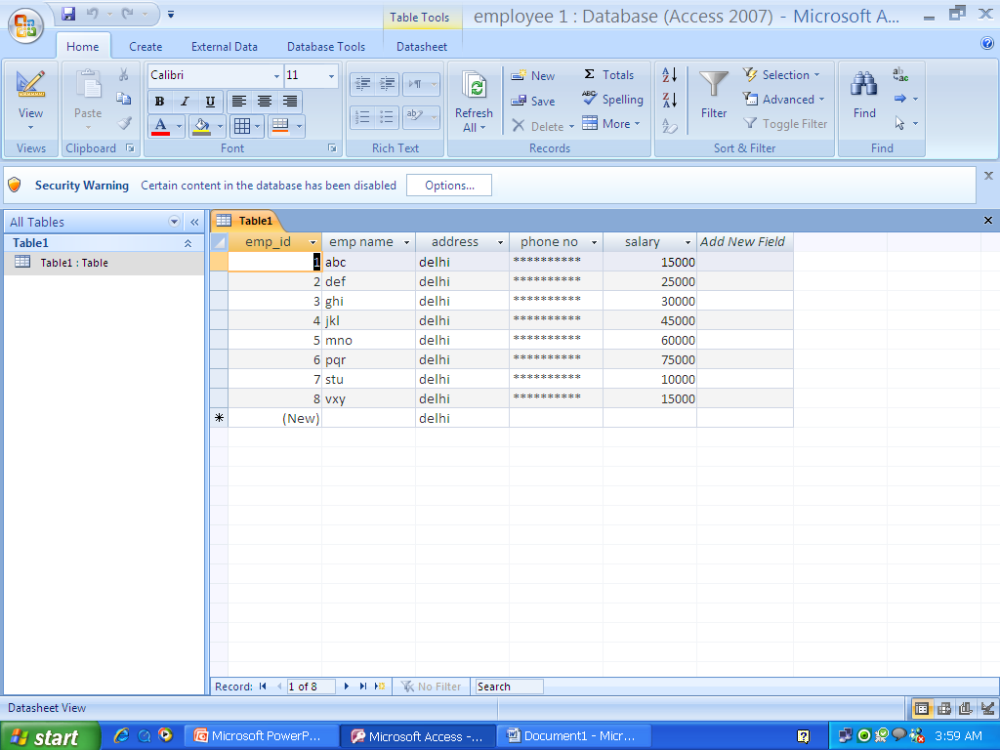 Table Tools
employee 1 : Database (Access 2007) - Microsoft A...
Home Create External Data Database Tools Datasheet
Calibri 11
View Paste B I U Refresh All New Save Delete Σ Totals Spelling More Filter Selection Advanced Toggle Filter Find
Views Clipboard Font Rich Text Records Sort & Filter Find
Security Warning Certain content in the database has been disabled Options...
All Tables « Table1
Table1 emp_id emp name address phone no salary Add New Field
Table1 : Table 1 abc delhi ********** 15000
2 def delhi ********** 25000
3 ghi delhi ********** 30000
4 jkl delhi ********** 45000
5 mno delhi ********** 60000
6 pqr delhi ********** 75000
7 stu delhi ********** 10000
8 vxy delhi ********** 15000
* (New) delhi
Record: 1 of 8 No Filter Search
Datasheet View
start Microsoft PowerP... Microsoft Access -... Document1 - Micr... 3:59 AM